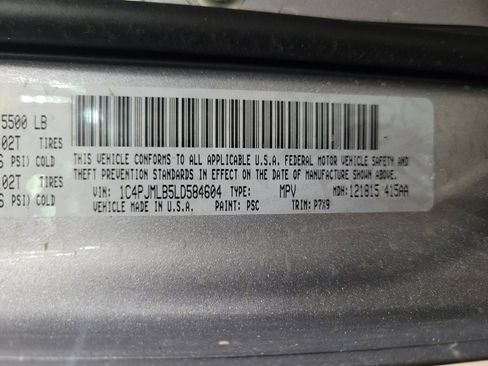 5500 LB
02T TIRES
PSI) COLD
02T TIRES
PSI) COLD
THIS VEHICLE CONFORMS TO ALL APPLICABLE U.S.A. FEDERAL MOTOR VEHICLE SAFETY AND
THEFT PREVENTION STANDARDS IN EFFECT ON THE DATE OF MANUFACTURE SHOWN ABOVE.
VIN: 1C4PJMLB5LD584604 TYPE: MPV MDH: 121815 415AA
VEHICLE MADE IN U.S.A. PAINT: PSC TRIM: P7X9